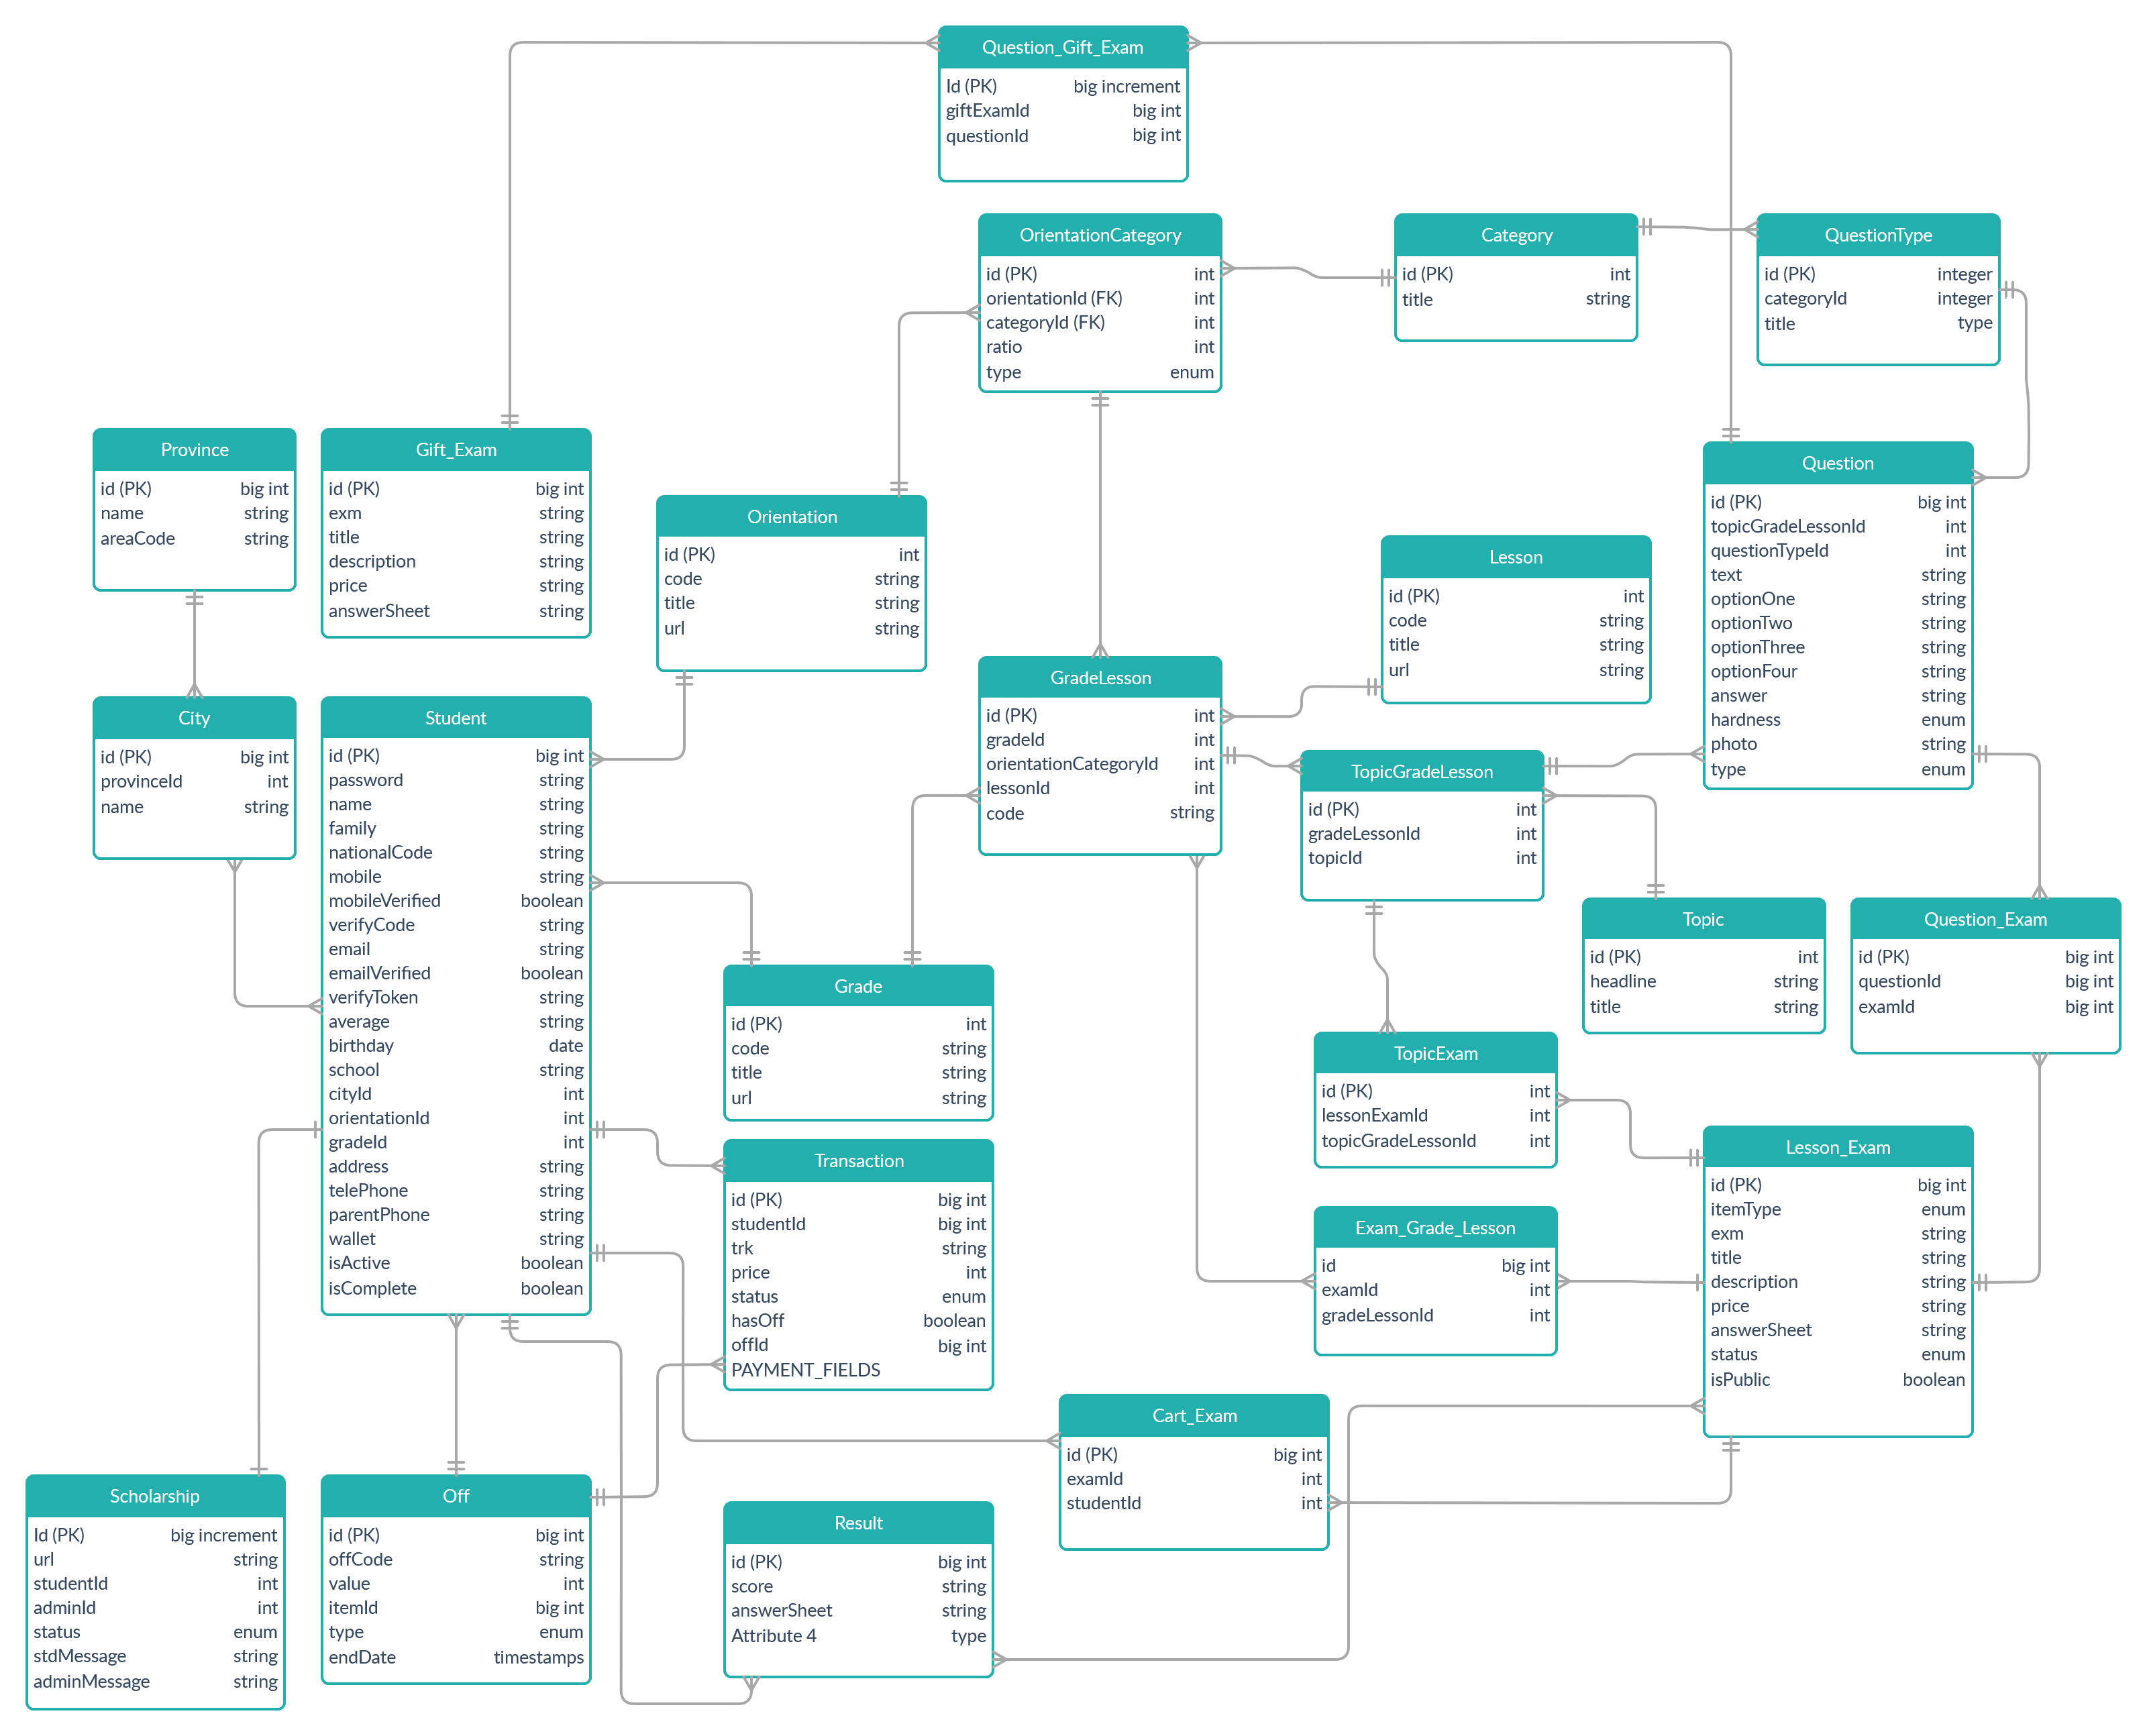 Question_Gift_Exam
Id (PK) big increment
giftExamId big int
questionId big int
OrientationCategory
id (PK) int
orientationId (FK) int
categoryId (FK) int
ratio int
type enum
Category
id (PK) int
title string
QuestionType
id (PK) integer
categoryId integer
title type
Province
id (PK) big int
name string
areaCode string
Gift_Exam
id (PK) big int
exm string
title string
description string
price string
answerSheet string
Orientation
id (PK) int
code string
title string
url string
Question
id (PK) big int
topicGradeLessonId int
questionTypeId int
text string
optionOne string
optionTwo string
optionThree string
optionFour string
answer string
hardness enum
photo string
type enum
Lesson
id (PK) int
code string
title string
url string
GradeLesson
id (PK) int
gradeId int
orientationCategoryId int
lessonId int
code string
City
id (PK) big int
provinceId int
name string
Student
id (PK) big int
password string
name string
family string
nationalCode string
mobile string
mobileVerified boolean
verifyCode string
email string
emailVerified boolean
verifyToken string
average string
birthday date
school string
cityId int
orientationId int
gradeId int
address string
telePhone string
parentPhone string
wallet string
isActive boolean
isComplete boolean
TopicGradeLesson
id (PK) int
gradeLessonId int
topicId int
Topic
id (PK) int
headline string
title string
Question_Exam
id (PK) big int
questionId big int
examId big int
Grade
id (PK) int
code string
title string
url string
TopicExam
id (PK) int
lessonExamId int
topicGradeLessonId int
Transaction
id (PK) big int
studentId big int
trk string
price int
status enum
hasOff boolean
offId big int
PAYMENT_FIELDS
Lesson_Exam
id (PK) big int
itemType enum
exm string
title string
description string
price string
answerSheet string
status enum
isPublic boolean
Exam_Grade_Lesson
id big int
examId int
gradeLessonId int
Cart_Exam
id (PK) big int
examId int
studentId int
Scholarship
Id (PK) big increment
url string
studentId int
adminId int
status enum
stdMessage string
adminMessage string
Off
id (PK) big int
offCode string
value int
itemId big int
type enum
endDate timestamps
Result
id (PK) big int
score string
answerSheet string
Attribute 4 type